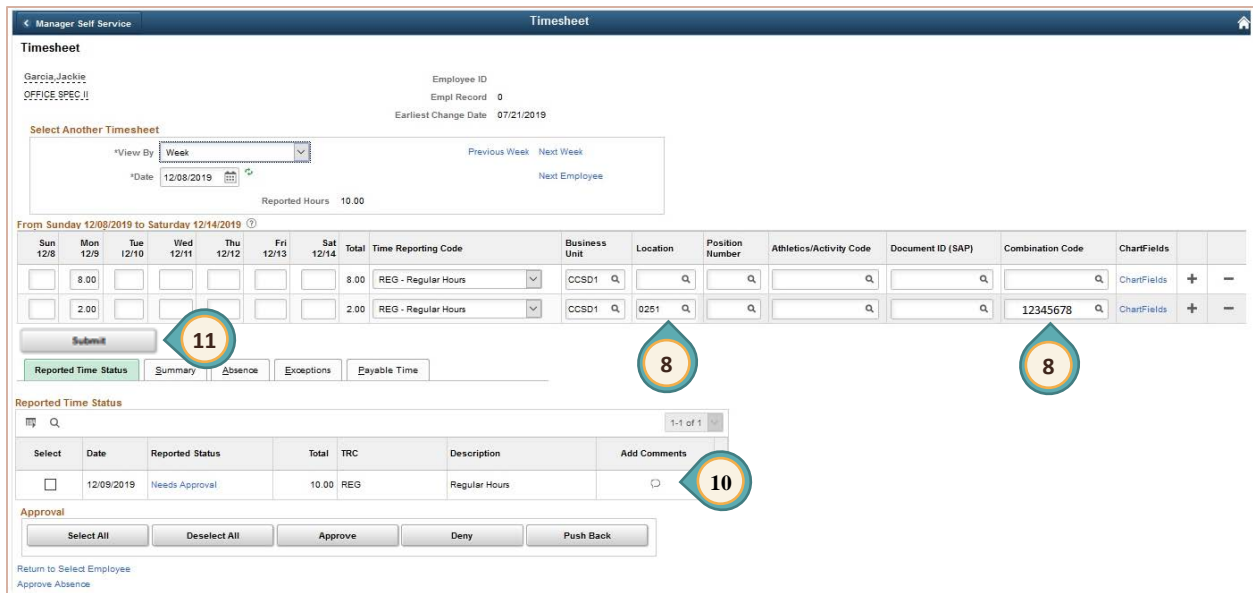 Manager Self Service Timesheet
Timesheet
Garcia,Jackie Employee ID
OFFICE SPEC II Empl Record 0
Earliest Change Date 07/21/2019
Select Another Timesheet
*View By Week Previous Week Next Week
*Date 12/08/2019 Next Employee
Reported Hours 10.00
From Sunday 12/08/2019 to Saturday 12/14/2019
Sun 12/8 Mon 12/9 Tue 12/10 Wed 12/11 Thu 12/12 Fri 12/13 Sat 12/14 Total Time Reporting Code Business Unit Location Position Number Athletics/Activity Code Document ID (SAP) Combination Code ChartFields
8.00 8.00 REG - Regular Hours CCSD1 ChartFields + -
2.00 2.00 REG - Regular Hours CCSD1 0251 12345678 ChartFields + -
Submit 11 8 8
Reported Time Status Summary Absence Exceptions Payable Time
Reported Time Status
1-1 of 1
Select Date Reported Status Total TRC Description Add Comments
12/09/2019 Needs Approval 10.00 REG Regular Hours 10
Approval
Select All Deselect All Approve Deny Push Back
Return to Select Employee
Approve Absence